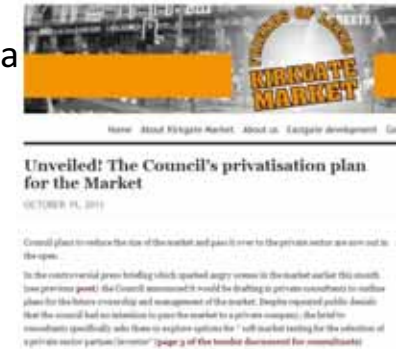 a
FRIENDS OF LEEDS
KIRKGATE
MARKET
Home About Kirkgate Market About us Eastgate development
Unveiled! The Council's privatisation plan
for the Market
OCTOBER
Council plans to reduce the size of the market and pass it over to the private sector are now out in
the open.
In the controversial press briefing which sparked angry scenes in the market earlier this month
(see previous post) the Council announced it would be drafting in private consultants to outline
plans for the future ownership and management of the market. Despite repeated public denials
that the council had no intention to pass the market to a private company, the brief to
consultants specifically asks them to explore options for " soft market testing for the selection of
a private sector partner/investor" (page 9 of the tender document for consultants)